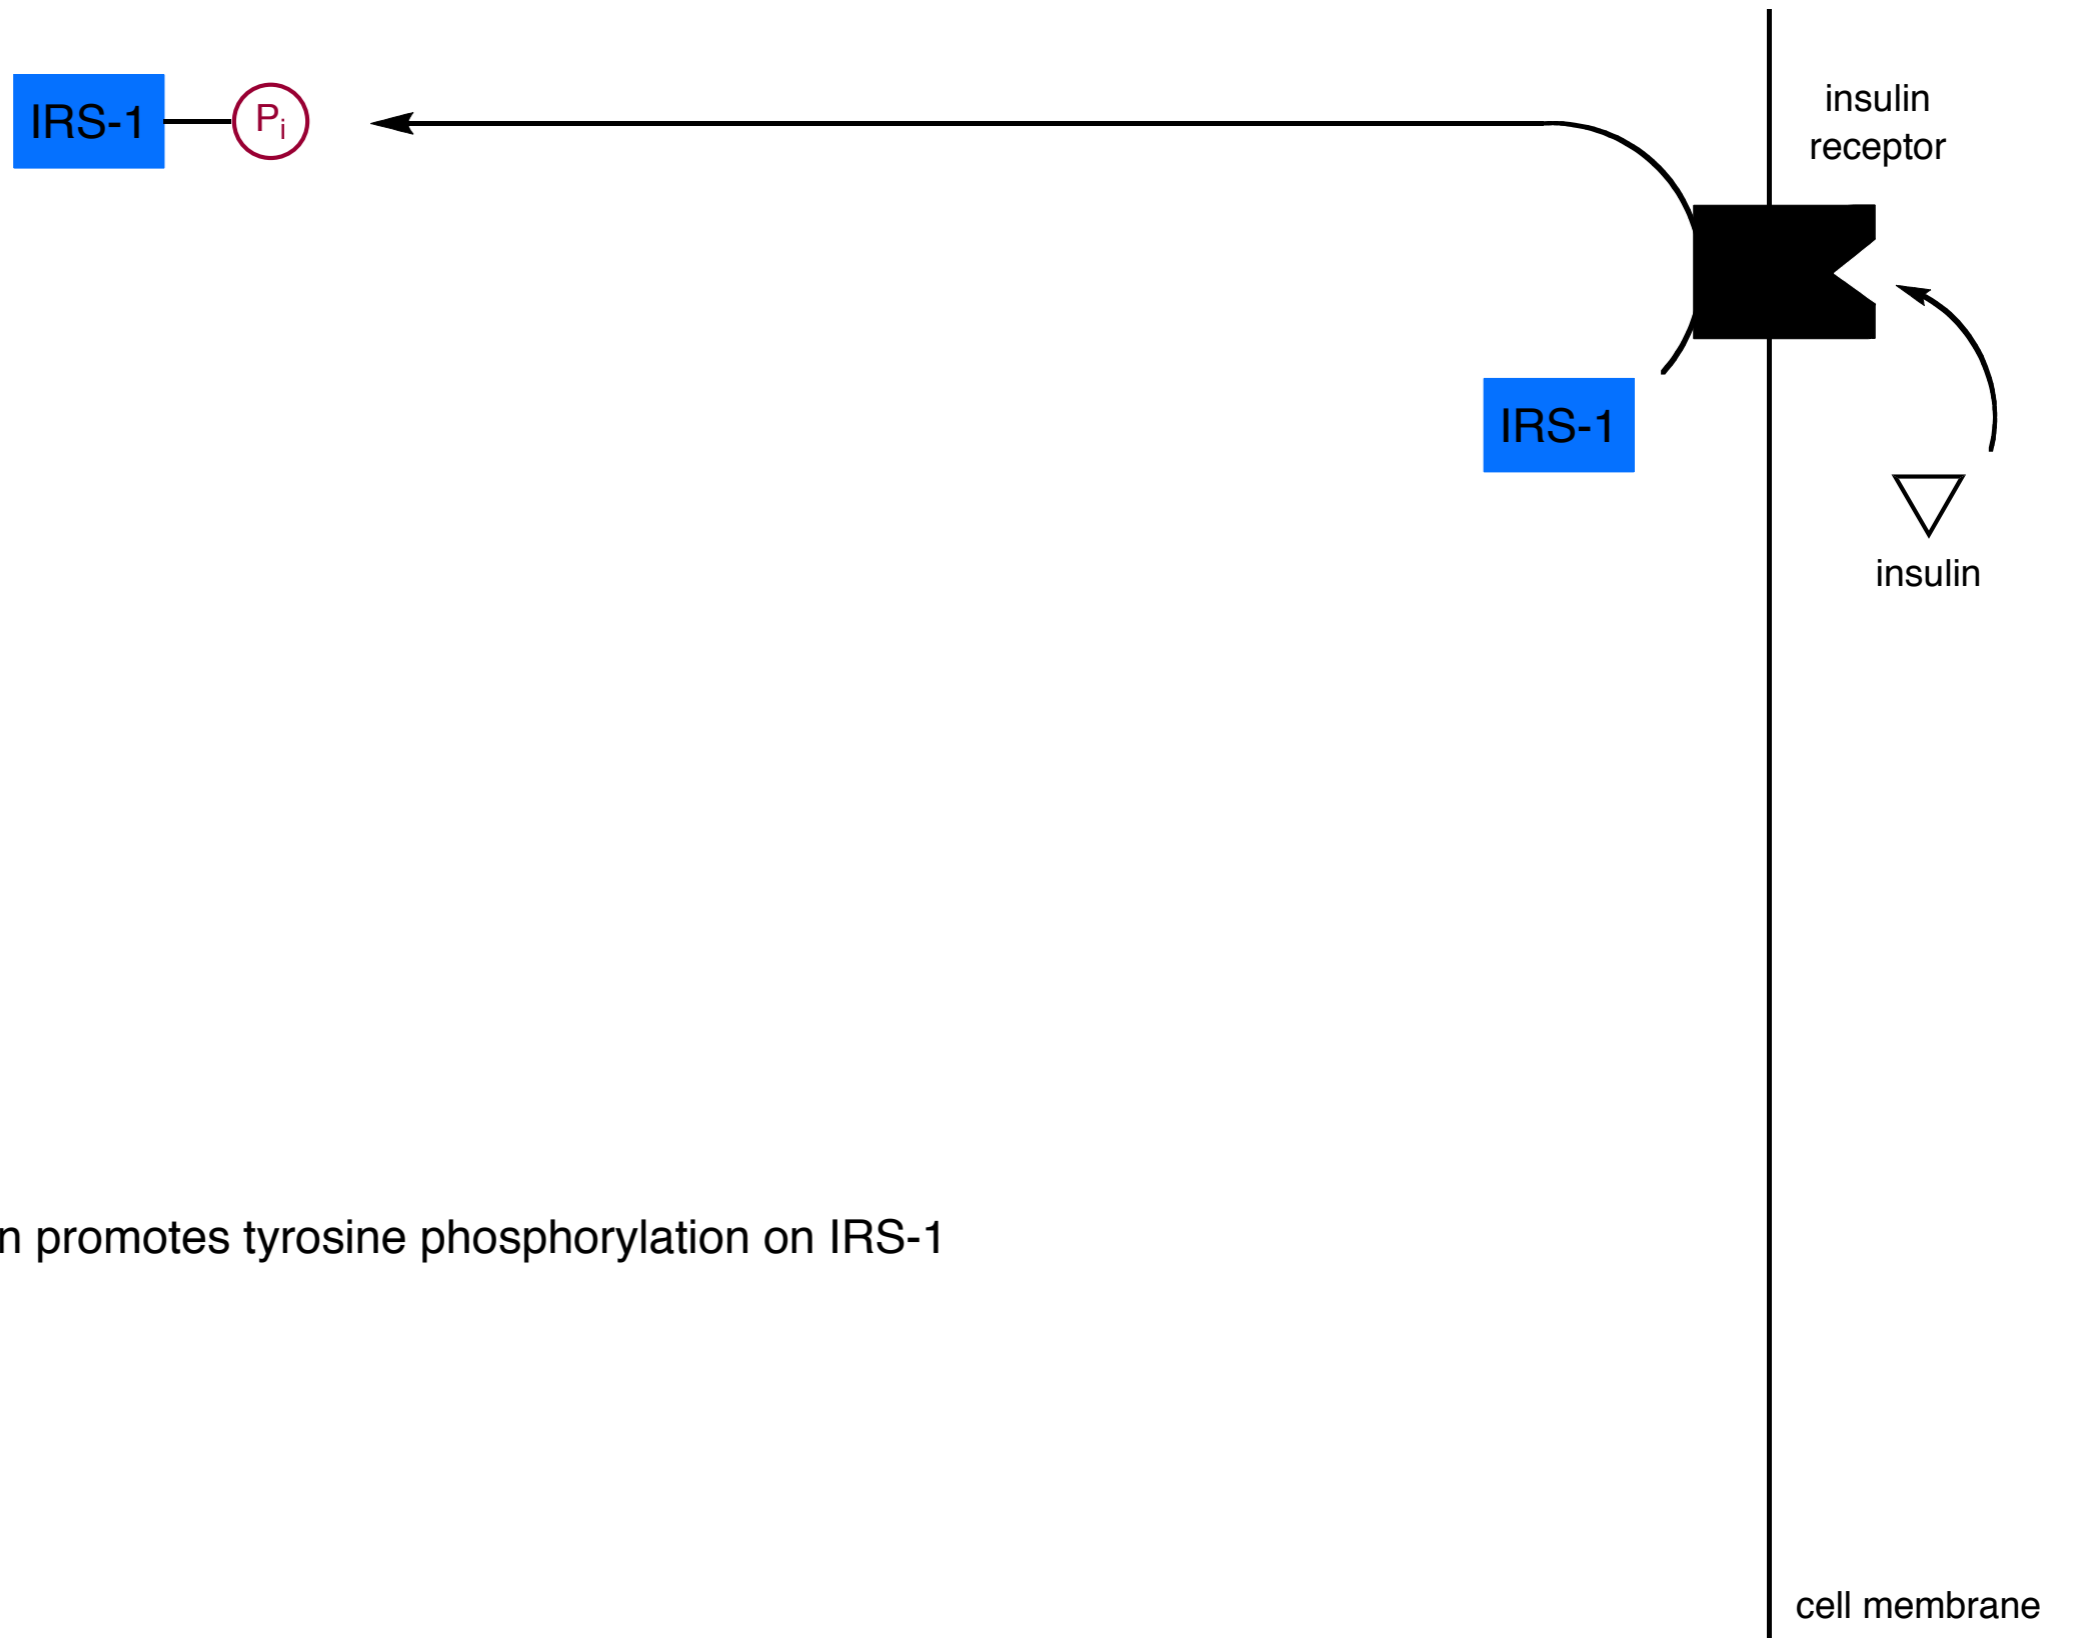 insulin
receptor
IRS-1
Pi
IRS-1
insulin
n promotes tyrosine phosphorylation on IRS-1
cell membrane